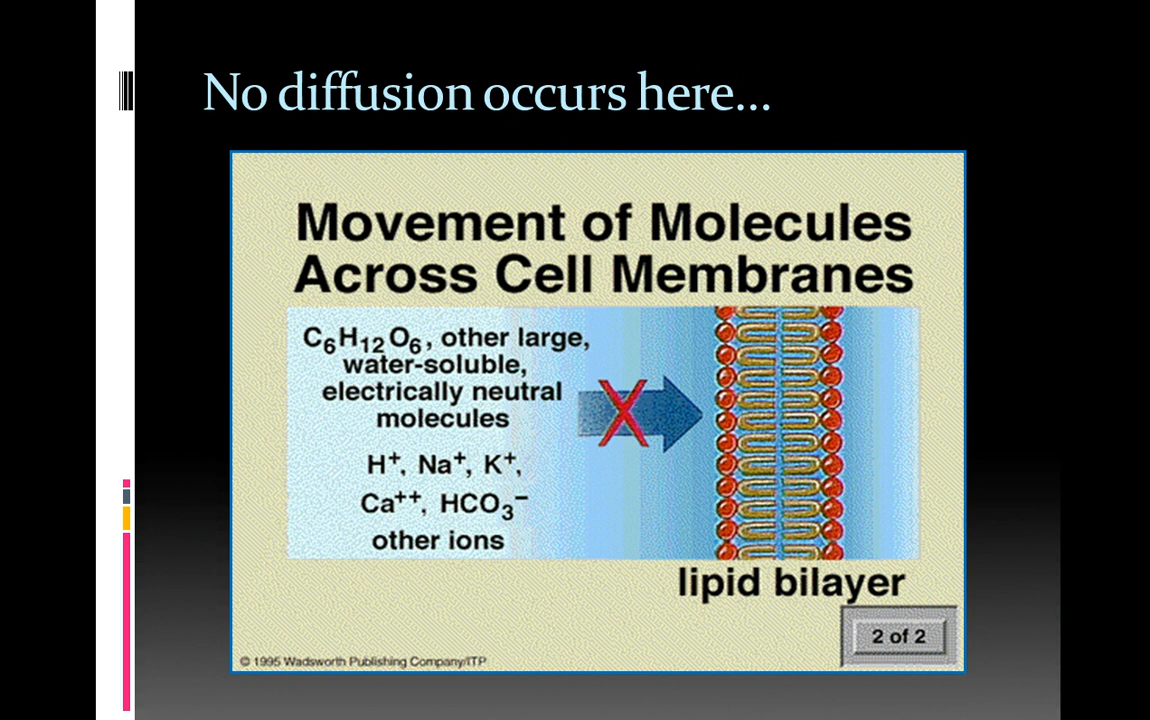 No diffusion occurs here...
Movement of Molecules
Across Cell Membranes
C₆H₁₂O₆, other large,
water-soluble,
electrically neutral
molecules
H⁺, Na⁺, K⁺,
Ca⁺⁺, HCO₃⁻
other ions
X
lipid bilayer
2 of 2
© 1995 Wadsworth Publishing Company/ITP